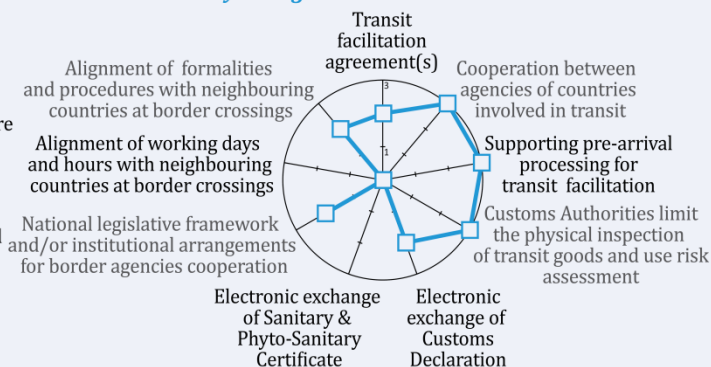 Transit
facilitation
agreement(s)
Alignment of formalities
and procedures with neighbouring
countries at border crossings
Cooperation between
agencies of countries
involved in transit
3
1
re
Alignment of working days
and hours with neighbouring
countries at border crossings
Supporting pre-arrival
processing for
transit facilitation
National legislative framework
and/or institutional arrangements
for border agencies cooperation
Customs Authorities limit
the physical inspection
of transit goods and use risk
assessment
Electronic exchange
of Sanitary &
Phyto-Sanitary
Certificate
Electronic
exchange of
Customs
Declaration